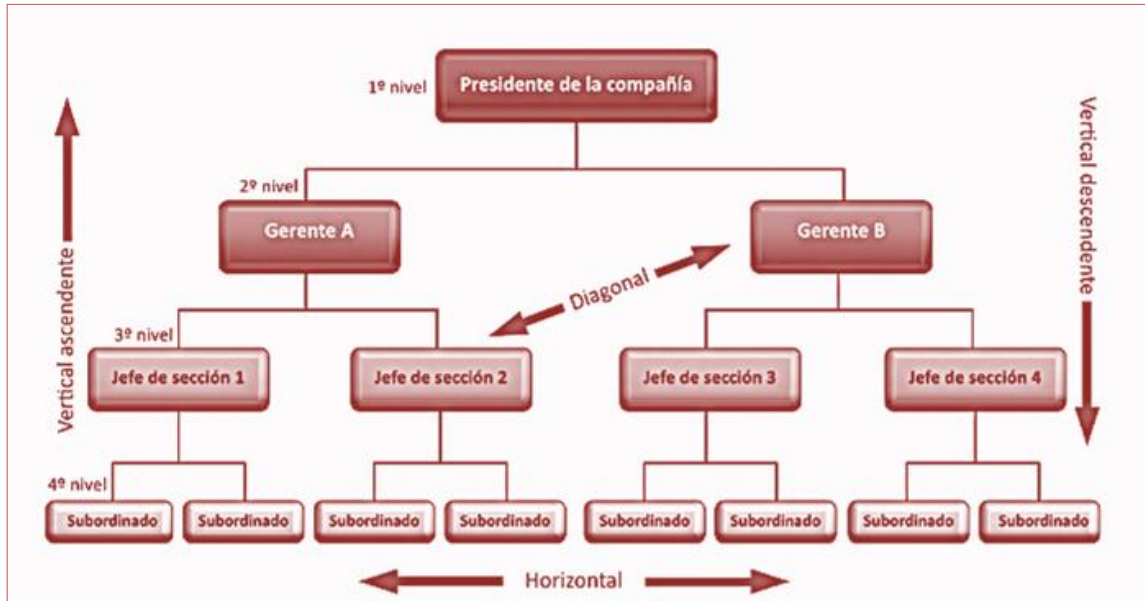 Presidente de la compañía
1º nivel
2º nivel
Gerente A
Gerente B
Diagonal
Vertical ascendente
Vertical descendente
3º nivel
Jefe de sección 1
Jefe de sección 2
Jefe de sección 3
Jefe de sección 4
4º nivel
Subordinado
Subordinado
Subordinado
Subordinado
Subordinado
Subordinado
Subordinado
Subordinado
Horizontal